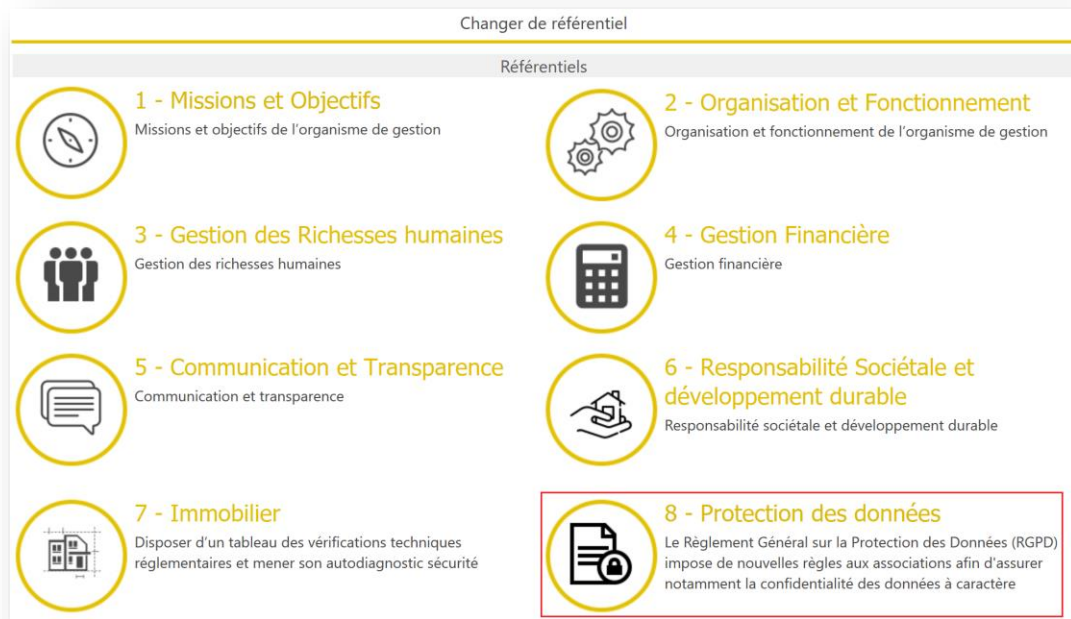 Changer de référentiel
Référentiels
1 - Missions et Objectifs
Missions et objectifs de l'organisme de gestion
2 - Organisation et Fonctionnement
Organisation et fonctionnement de l'organisme de gestion
3 - Gestion des Richesses humaines
Gestion des richesses humaines
4 - Gestion Financière
Gestion financière
5 - Communication et Transparence
Communication et transparence
6 - Responsabilité Sociétale et
développement durable
Responsabilité sociétale et développement durable
7 - Immobilier
Disposer d'un tableau des vérifications techniques
réglementaires et mener son autodiagnostic sécurité
8 - Protection des données
Le Règlement Général sur la Protection des Données (RGPD)
impose de nouvelles règles aux associations afin d'assurer
notamment la confidentialité des données à caractère